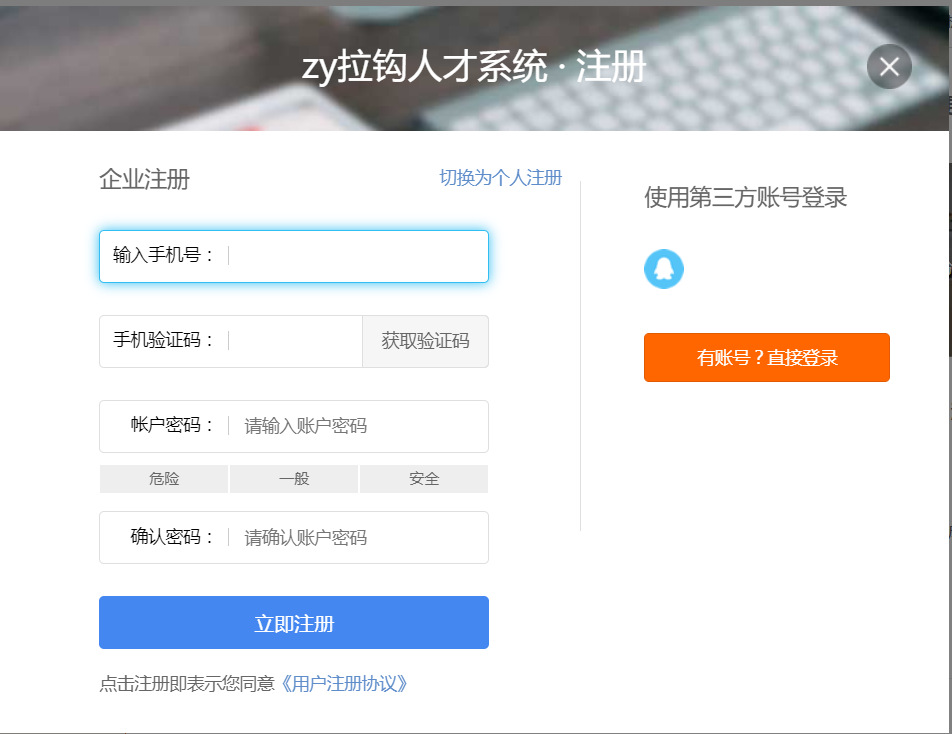 zy拉钩人才系统 · 注册
企业注册
切换为个人注册
输入手机号：
手机验证码：
获取验证码
帐户密码：
请输入账户密码
危险
一般
安全
确认密码：
请确认账户密码
立即注册
点击注册即表示您同意《用户注册协议》
使用第三方账号登录
有账号？直接登录